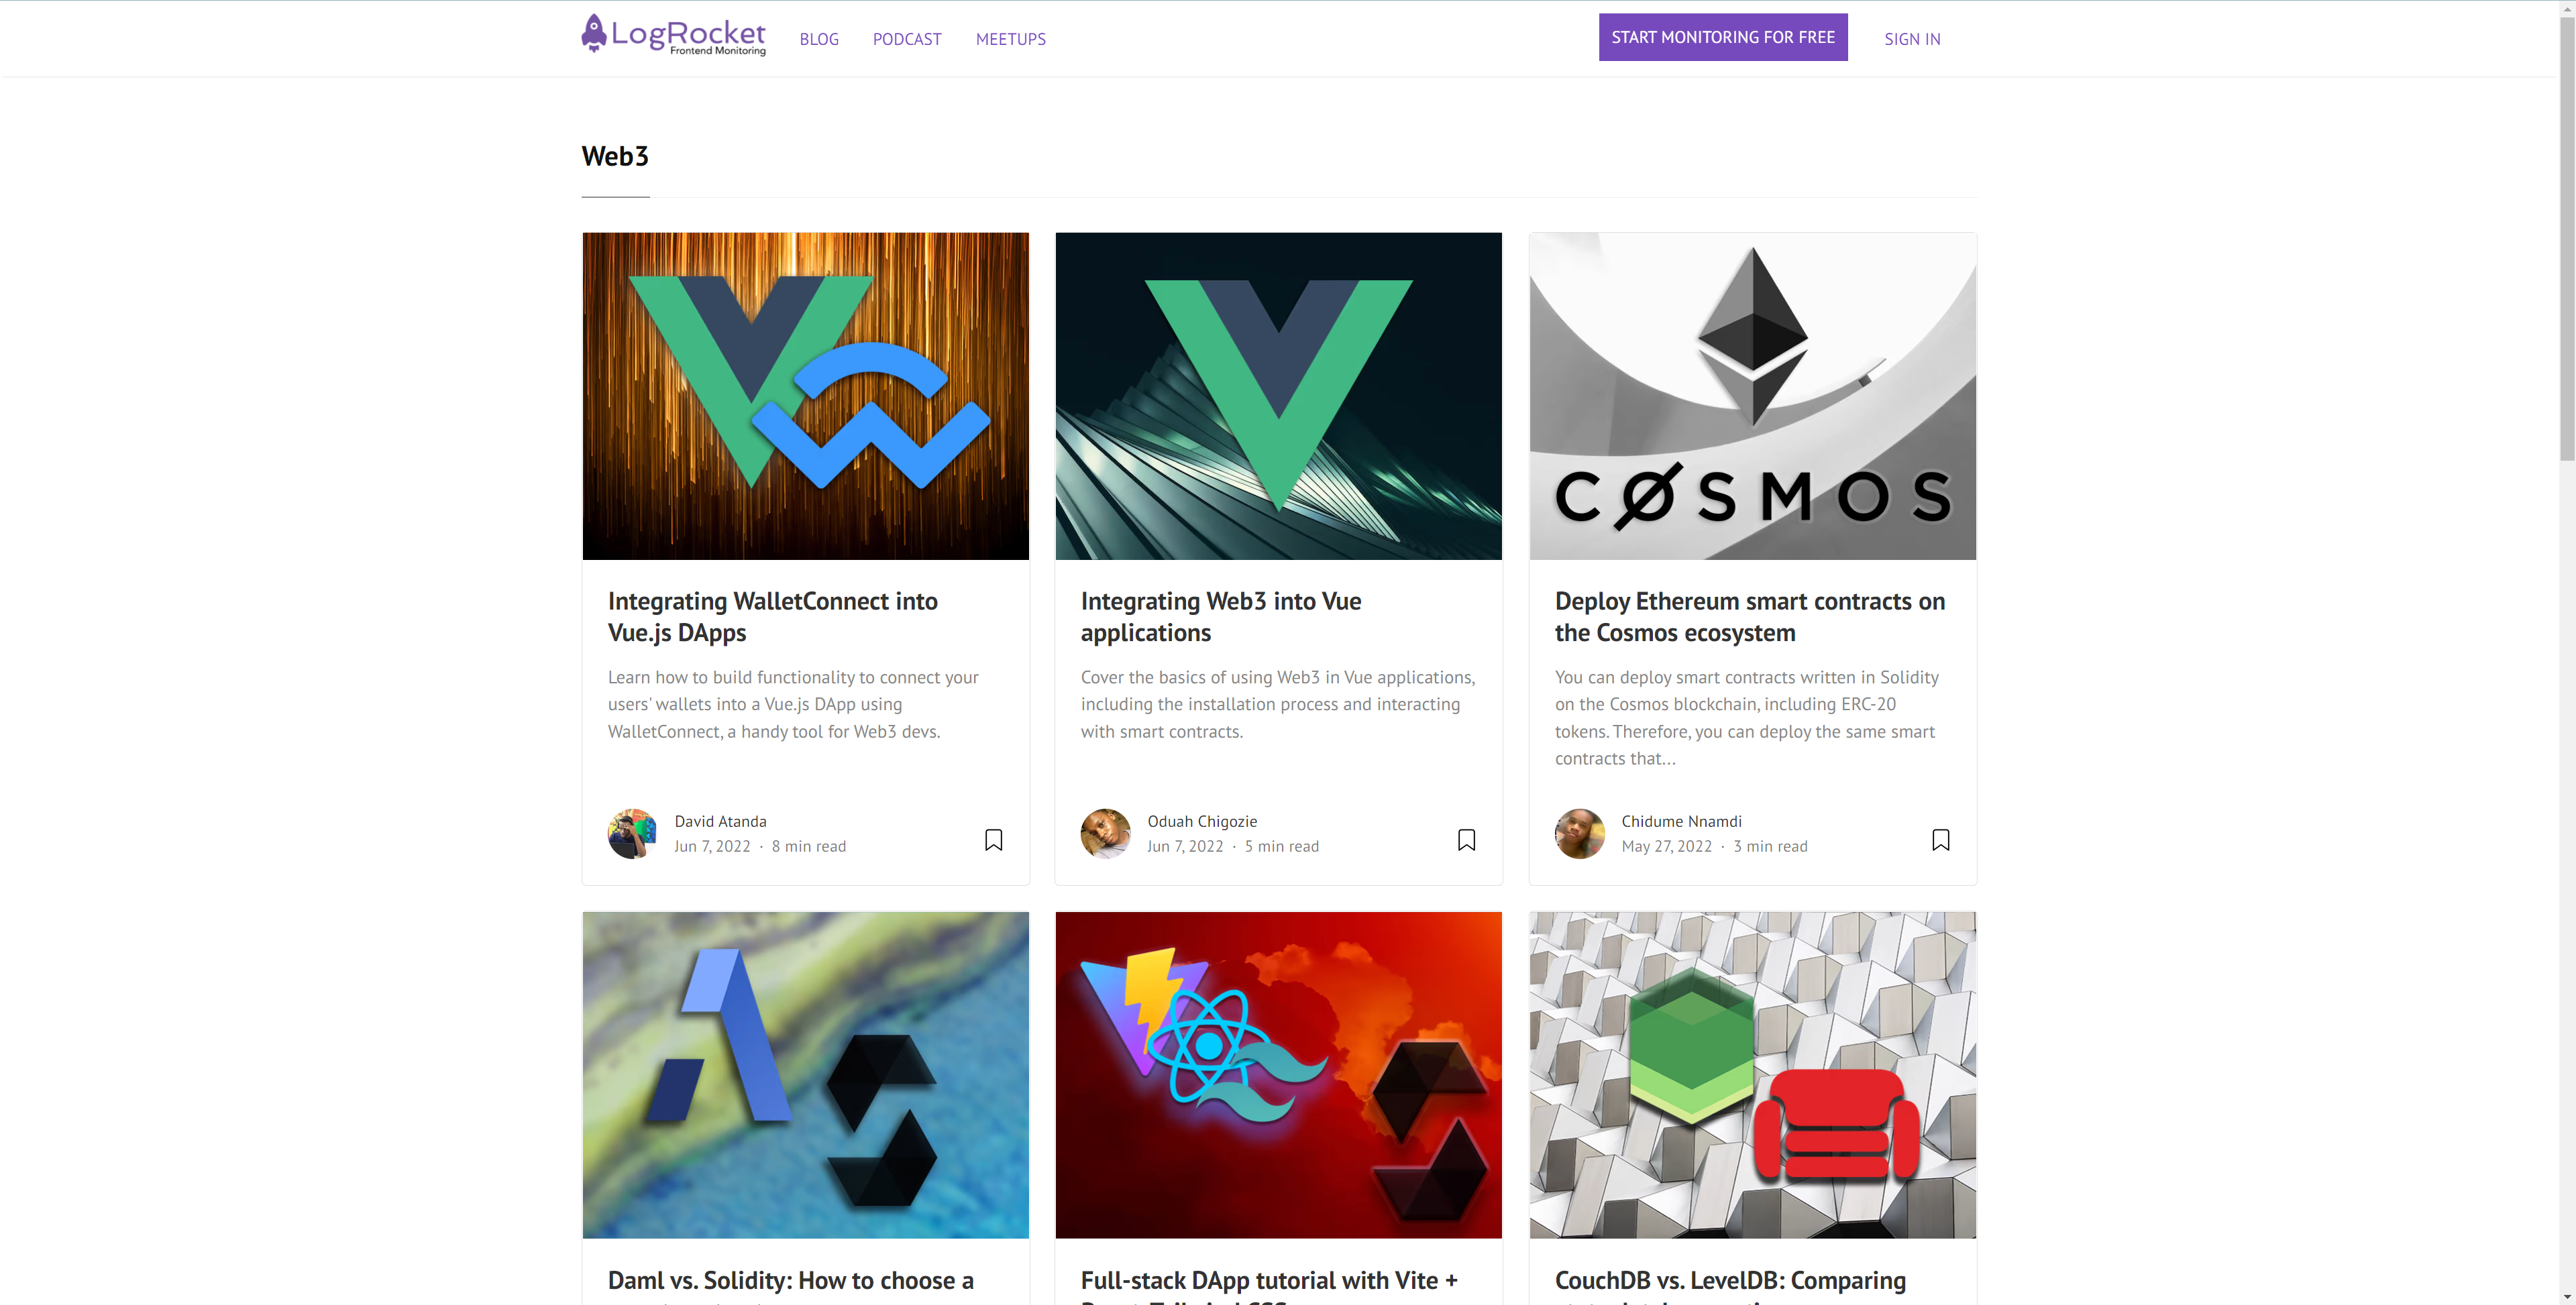 LogRocket
Frontend Monitoring
BLOG
PODCAST
MEETUPS
START MONITORING FOR FREE
SIGN IN
Web3
COSMOS
Integrating WalletConnect into
Vue.js DApps
Learn how to build functionality to connect your
users' wallets into a Vue.js DApp using
WalletConnect, a handy tool for Web3 devs.
David Atanda
Jun 7, 2022 · 8 min read
Integrating Web3 into Vue
applications
Cover the basics of using Web3 in Vue applications,
including the installation process and interacting
with smart contracts.
Oduah Chigozie
Jun 7, 2022 · 5 min read
Deploy Ethereum smart contracts on
the Cosmos ecosystem
You can deploy smart contracts written in Solidity
on the Cosmos blockchain, including ERC-20
tokens. Therefore, you can deploy the same smart
contracts that...
Chidume Nnamdi
May 27, 2022 · 3 min read
Daml vs. Solidity: How to choose a
Full-stack DApp tutorial with Vite +
CouchDB vs. LevelDB: Comparing